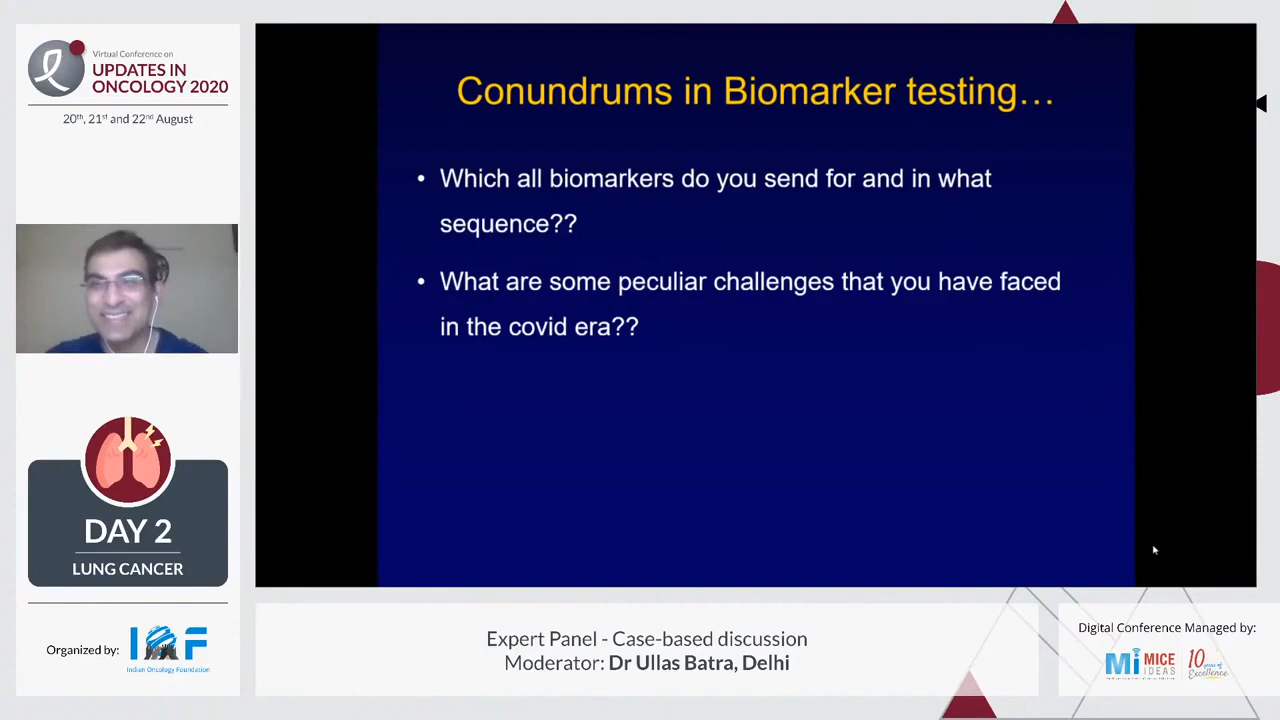 Virtual Conference on
UPDATES IN
ONCOLOGY 2020
20th, 21st and 22nd August
Conundrums in Biomarker testing...
• Which all biomarkers do you send for and in what
sequence??
• What are some peculiar challenges that you have faced
in the covid era??
DAY 2
LUNG CANCER
Organized by:
IOF
Indian Oncology Foundation
Expert Panel - Case-based discussion
Moderator: Dr Ullas Batra, Delhi
Digital Conference Managed by:
Mi MICE
IDEAS
10 years of
Excellence